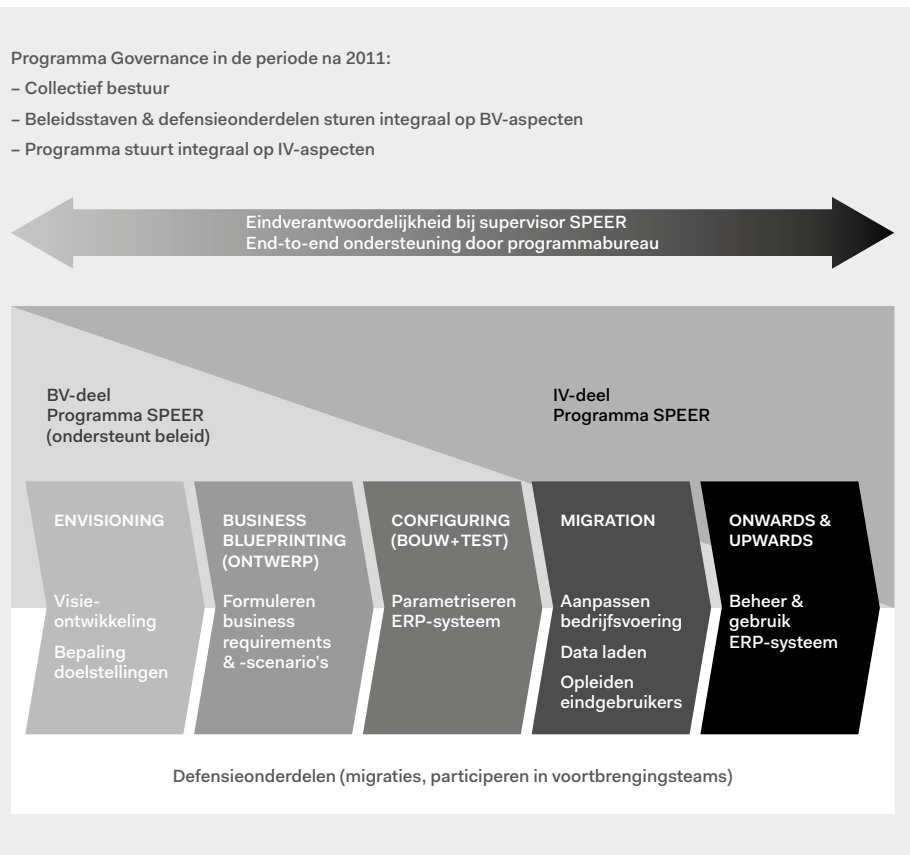 Programma Governance in de periode na 2011:
– Collectief bestuur
– Beleidsstaven & defensieonderdelen sturen integraal op BV-aspecten
– Programma stuurt integraal op IV-aspecten
Eindverantwoordelijkheid bij supervisor SPEER
End-to-end ondersteuning door programmabureau
BV-deel
Programma SPEER
(ondersteunt beleid)
IV-deel
Programma SPEER
ENVISIONING
Visie-
ontwikkeling
Bepaling
doelstellingen
BUSINESS
BLUEPRINTING
(ONTWERP)
Formuleren
business
requirements
& -scenario's
CONFIGURING
(BOUW+TEST)
Parametriseren
ERP-systeem
MIGRATION
Aanpassen
bedrijfsvoering
Data laden
Opleiden
eindgebruikers
ONWARDS &
UPWARDS
Beheer &
gebruik
ERP-systeem
Defensieonderdelen (migraties, participeren in voortbrengingsteams)